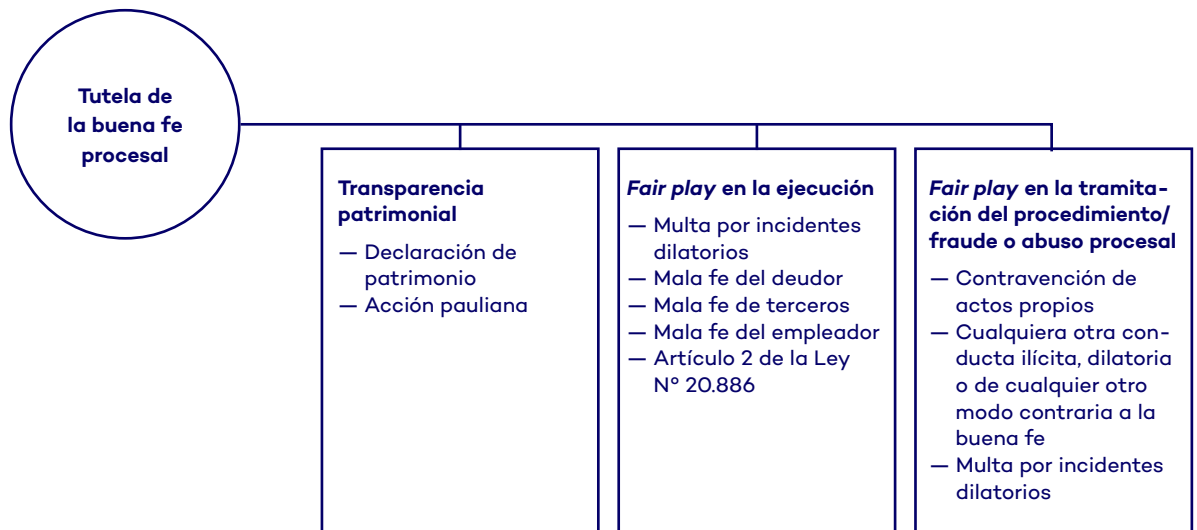 Tutela de
la buena fe
procesal
Transparencia
patrimonial
— Declaración de
patrimonio
— Acción pauliana
Fair play en la ejecución
— Multa por incidentes
dilatorios
— Mala fe del deudor
— Mala fe de terceros
— Mala fe del empleador
— Artículo 2 de la Ley
N° 20.886
Fair play en la tramita-
ción del procedimiento/
fraude o abuso procesal
— Contravención de
actos propios
— Cualquiera otra con-
ducta ilícita, dilatoria
o de cualquier otro
modo contraria a la
buena fe
— Multa por incidentes
dilatorios